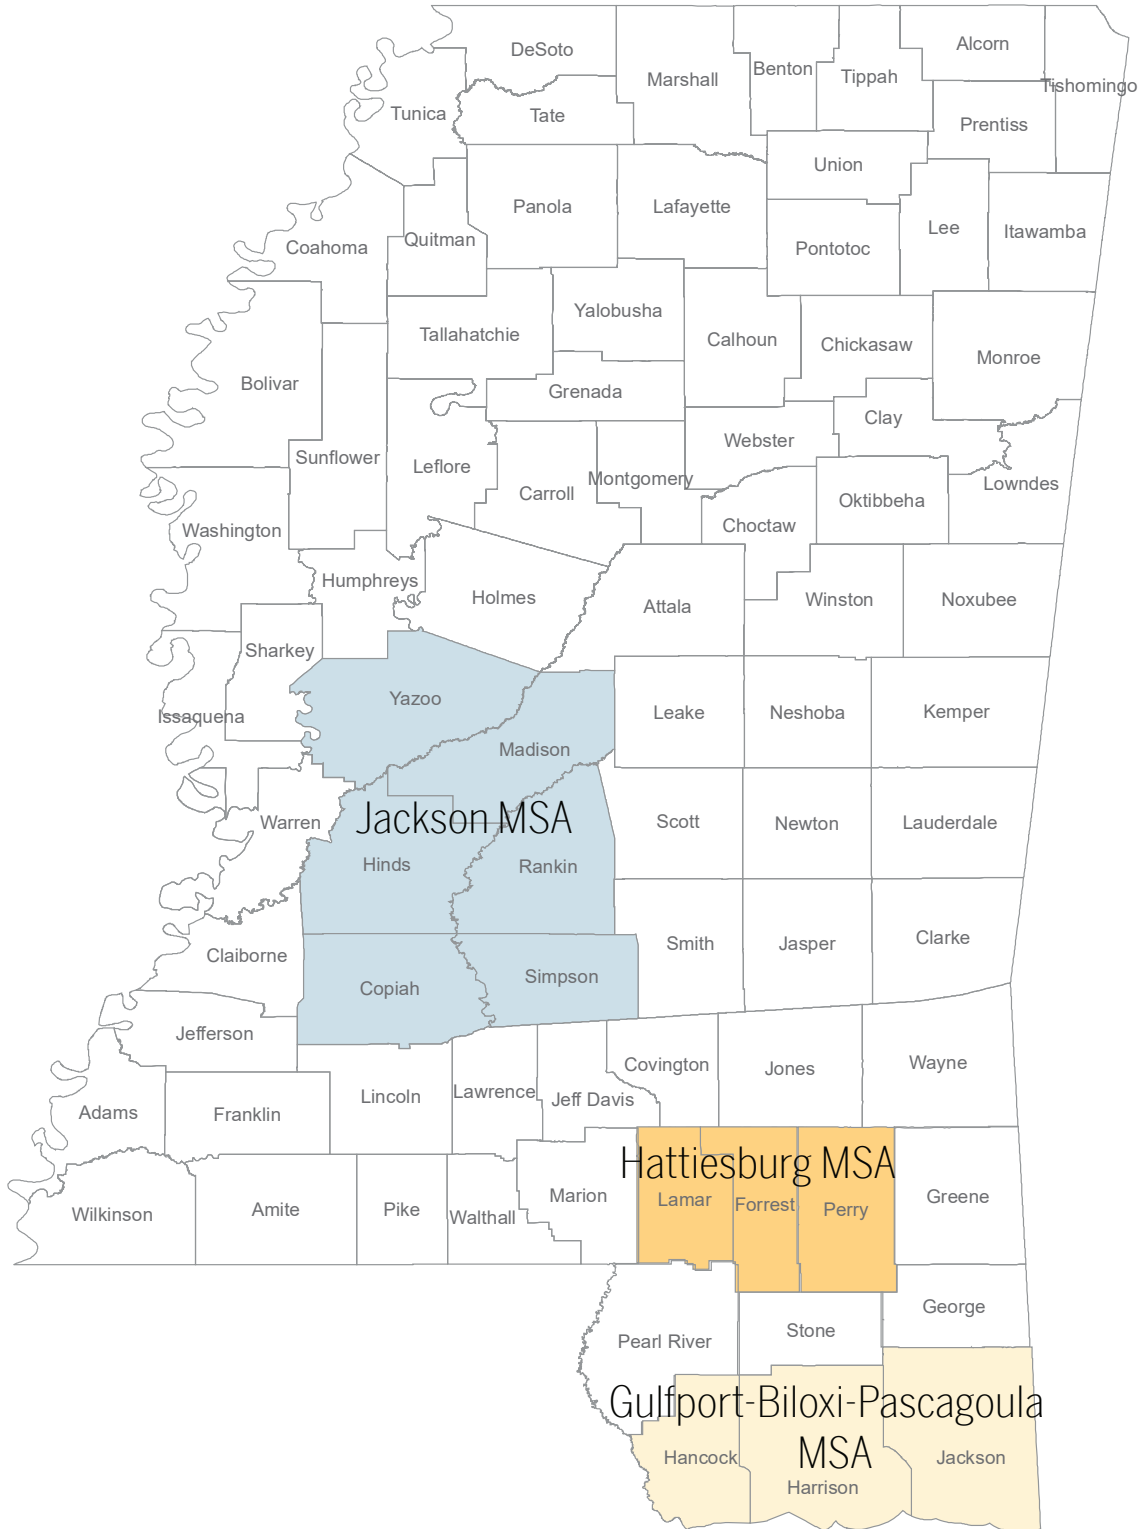 DeSoto
Alcorn
Benton
Marshall
Tippah
Tishomingo
Tunica
Tate
Prentiss
Union
Panola
Lafayette
Lee
Itawamba
Quitman
Coahoma
Pontotoc
Yalobusha
Tallahatchie
Calhoun
Chickasaw
Monroe
Bolivar
Grenada
Clay
Webster
Sunflower
Leflore
Montgomery
Lowndes
Carroll
Oktibbeha
Washington
Choctaw
Humphreys
Holmes
Attala
Winston
Noxubee
Sharkey
Yazoo
Issaquena
Leake
Neshoba
Kemper
Madison
Jackson MSA
Warren
Scott
Newton
Lauderdale
Hinds
Rankin
Smith
Jasper
Clarke
Claiborne
Simpson
Copiah
Jefferson
Covington
Jones
Wayne
Lincoln
Lawrence
Jeff Davis
Adams
Franklin
Hattiesburg MSA
Marion
Lamar
Forrest
Perry
Greene
Wilkinson
Amite
Pike
Walthall
George
Stone
Pearl River
Gulfport-Biloxi-Pascagoula
MSA
Hancock
Jackson
Harrison